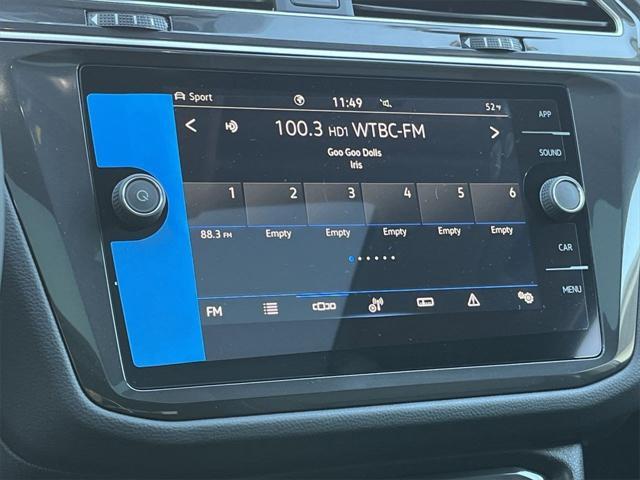 Sport 11:49 52°F
100.3 HD1 WTBC-FM
Goo Goo Dolls
Iris
1 2 3 4 5 6
88.3 FM Empty Empty Empty Empty Empty
FM
APP
SOUND
CAR
MENU